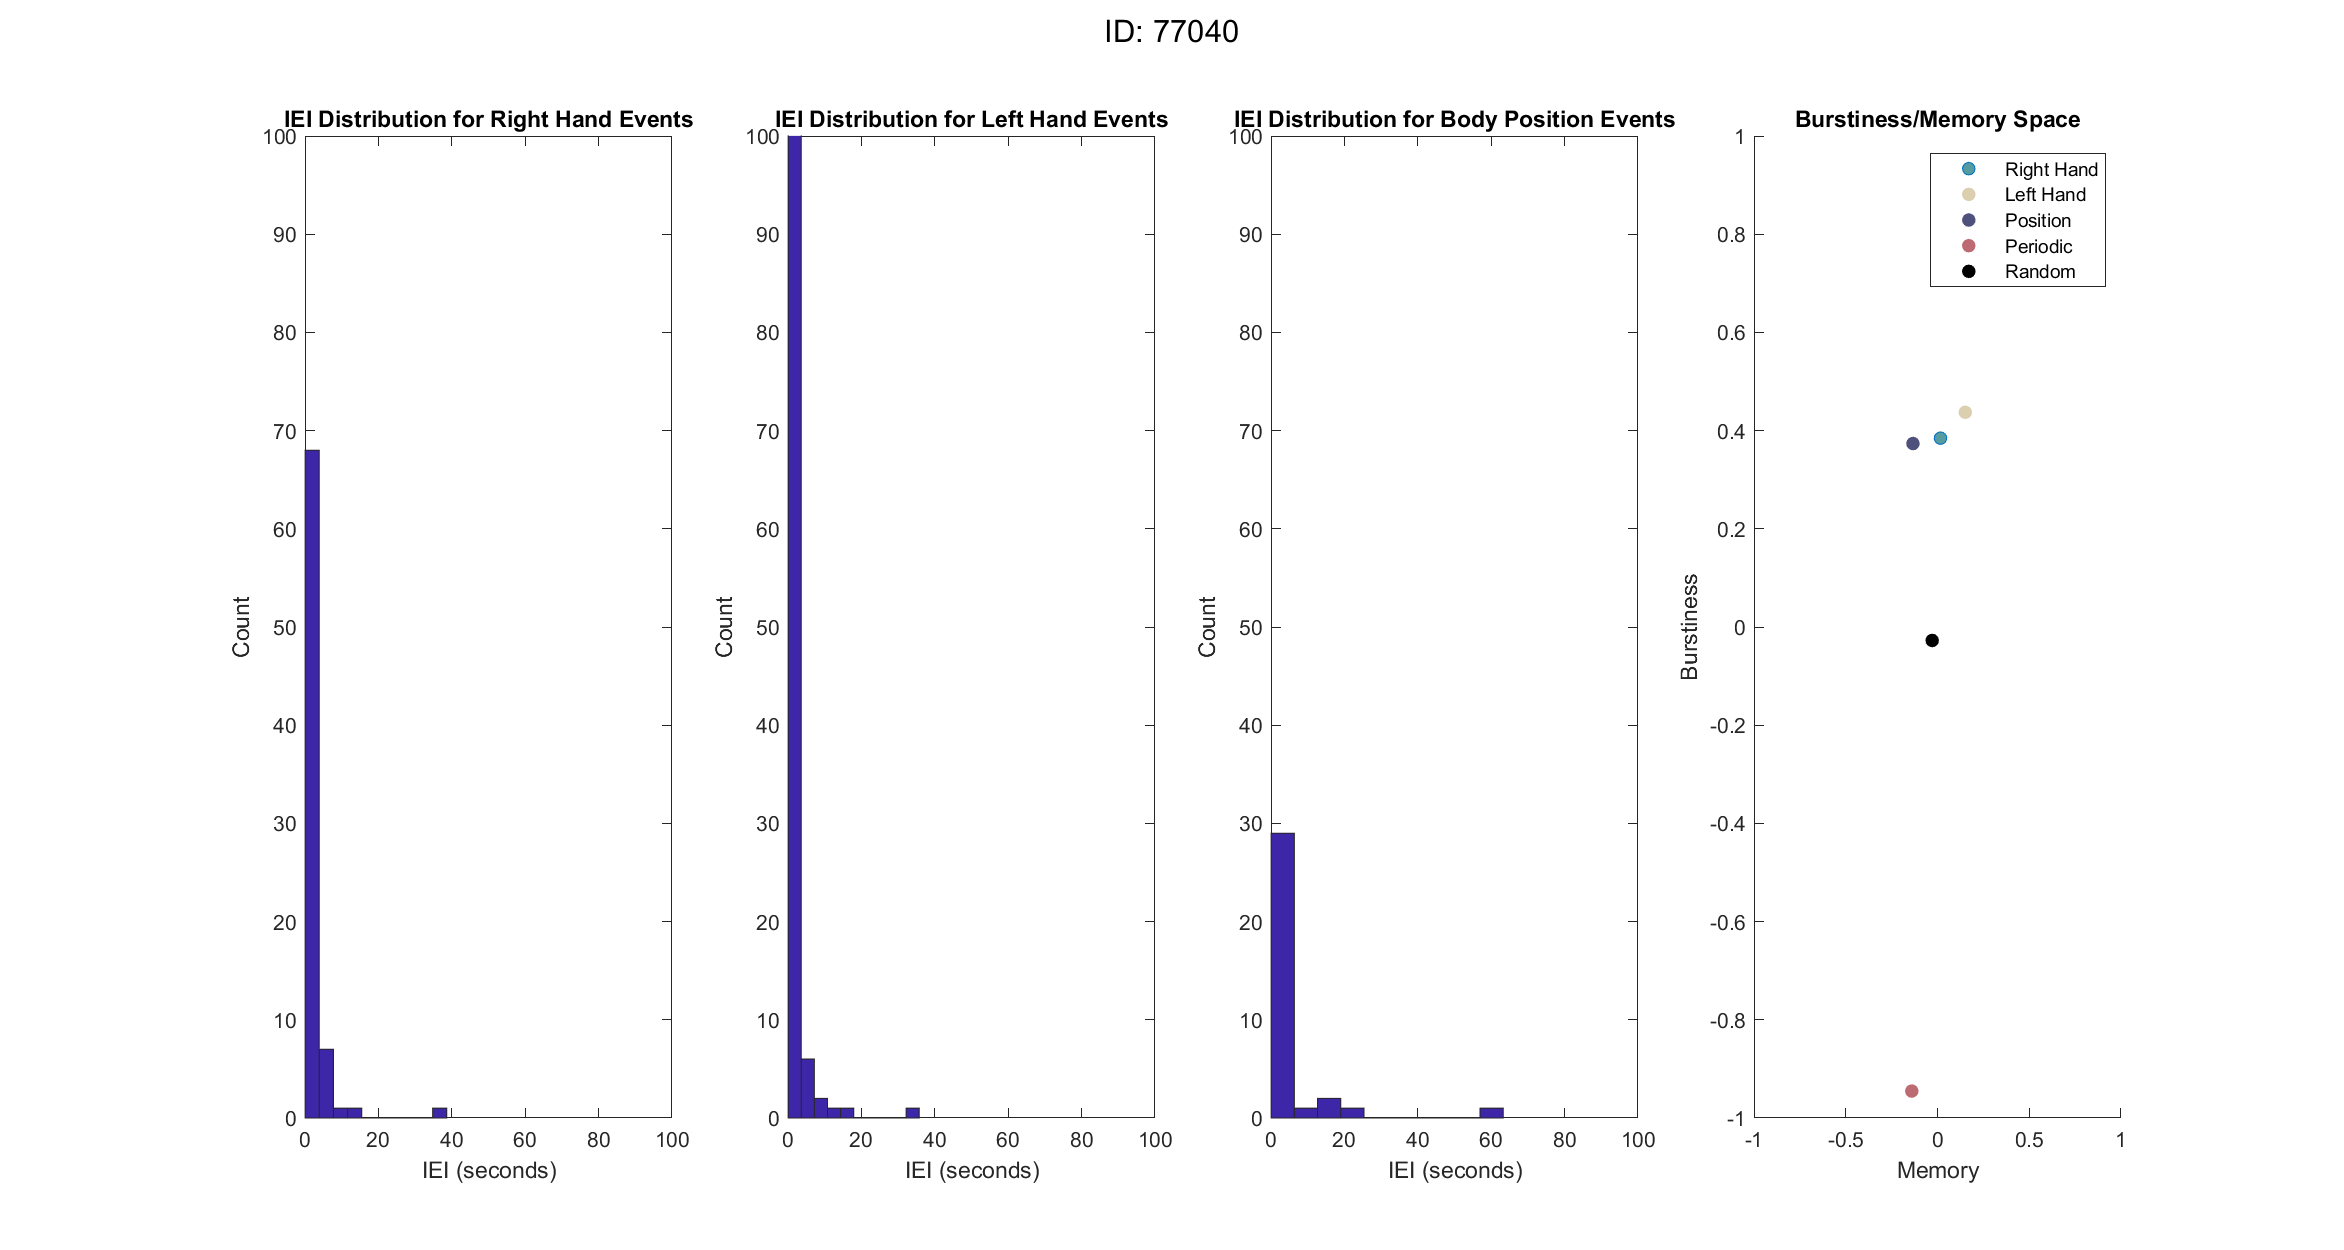 ID: 77040
IEI Distribution for Right Hand Events
100
90
80
70
60
50
40
30
20
10
0
Count
0 20 40 60 80 100
IEI (seconds)
IEI Distribution for Left Hand Events
100
90
80
70
60
50
40
30
20
10
0
Count
0 20 40 60 80 100
IEI (seconds)
IEI Distribution for Body Position Events
100
90
80
70
60
50
40
30
20
10
0
Count
0 20 40 60 80 100
IEI (seconds)
Burstiness/Memory Space
1
0.8
0.6
0.4
0.2
0
-0.2
-0.4
-0.6
-0.8
-1
Burstiness
Right Hand
Left Hand
Position
Periodic
Random
-1 -0.5 0 0.5 1
Memory